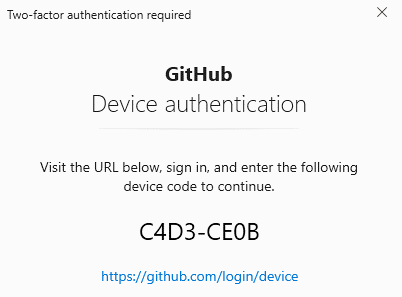 Two-factor authentication required
GitHub
Device authentication
Visit the URL below, sign in, and enter the following
device code to continue.
C4D3-CE0B
https://github.com/login/device